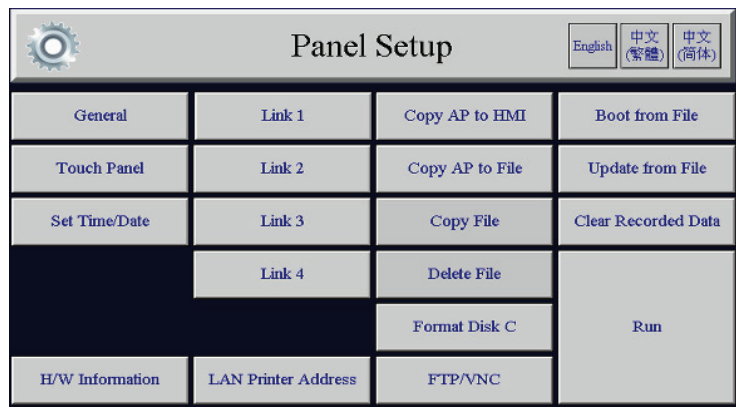 Panel Setup
English
中文
(繁體)
中文
(简体)
General
Link 1
Copy AP to HMI
Boot from File
Touch Panel
Link 2
Copy AP to File
Update from File
Set Time/Date
Link 3
Copy File
Clear Recorded Data
Link 4
Delete File
Format Disk C
Run
H/W Information
LAN Printer Address
FTP/VNC